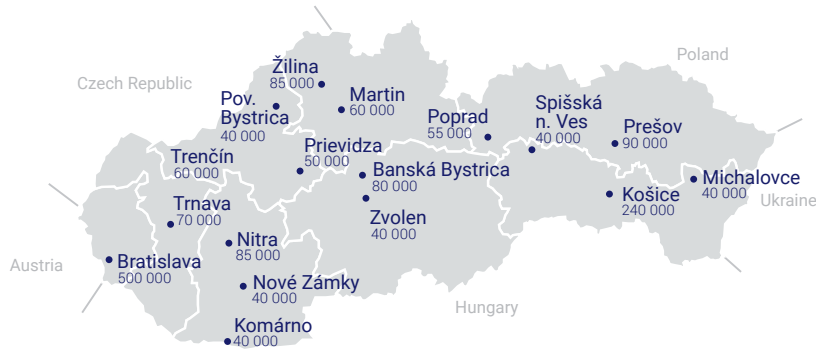 Poland
Czech Republic
Žilina
85 000
Martin
60 000
Pov.
Bystrica
40 000
Poprad
55 000
Spišská
n. Ves
40 000
Prešov
90 000
Prievidza
50 000
Trenčín
60 000
Banská Bystrica
80 000
Michalovce
40 000
Košice
240 000
Ukraine
Trnava
70 000
Zvolen
40 000
Nitra
85 000
Austria
Bratislava
500 000
Nové Zámky
40 000
Hungary
Komárno
40 000